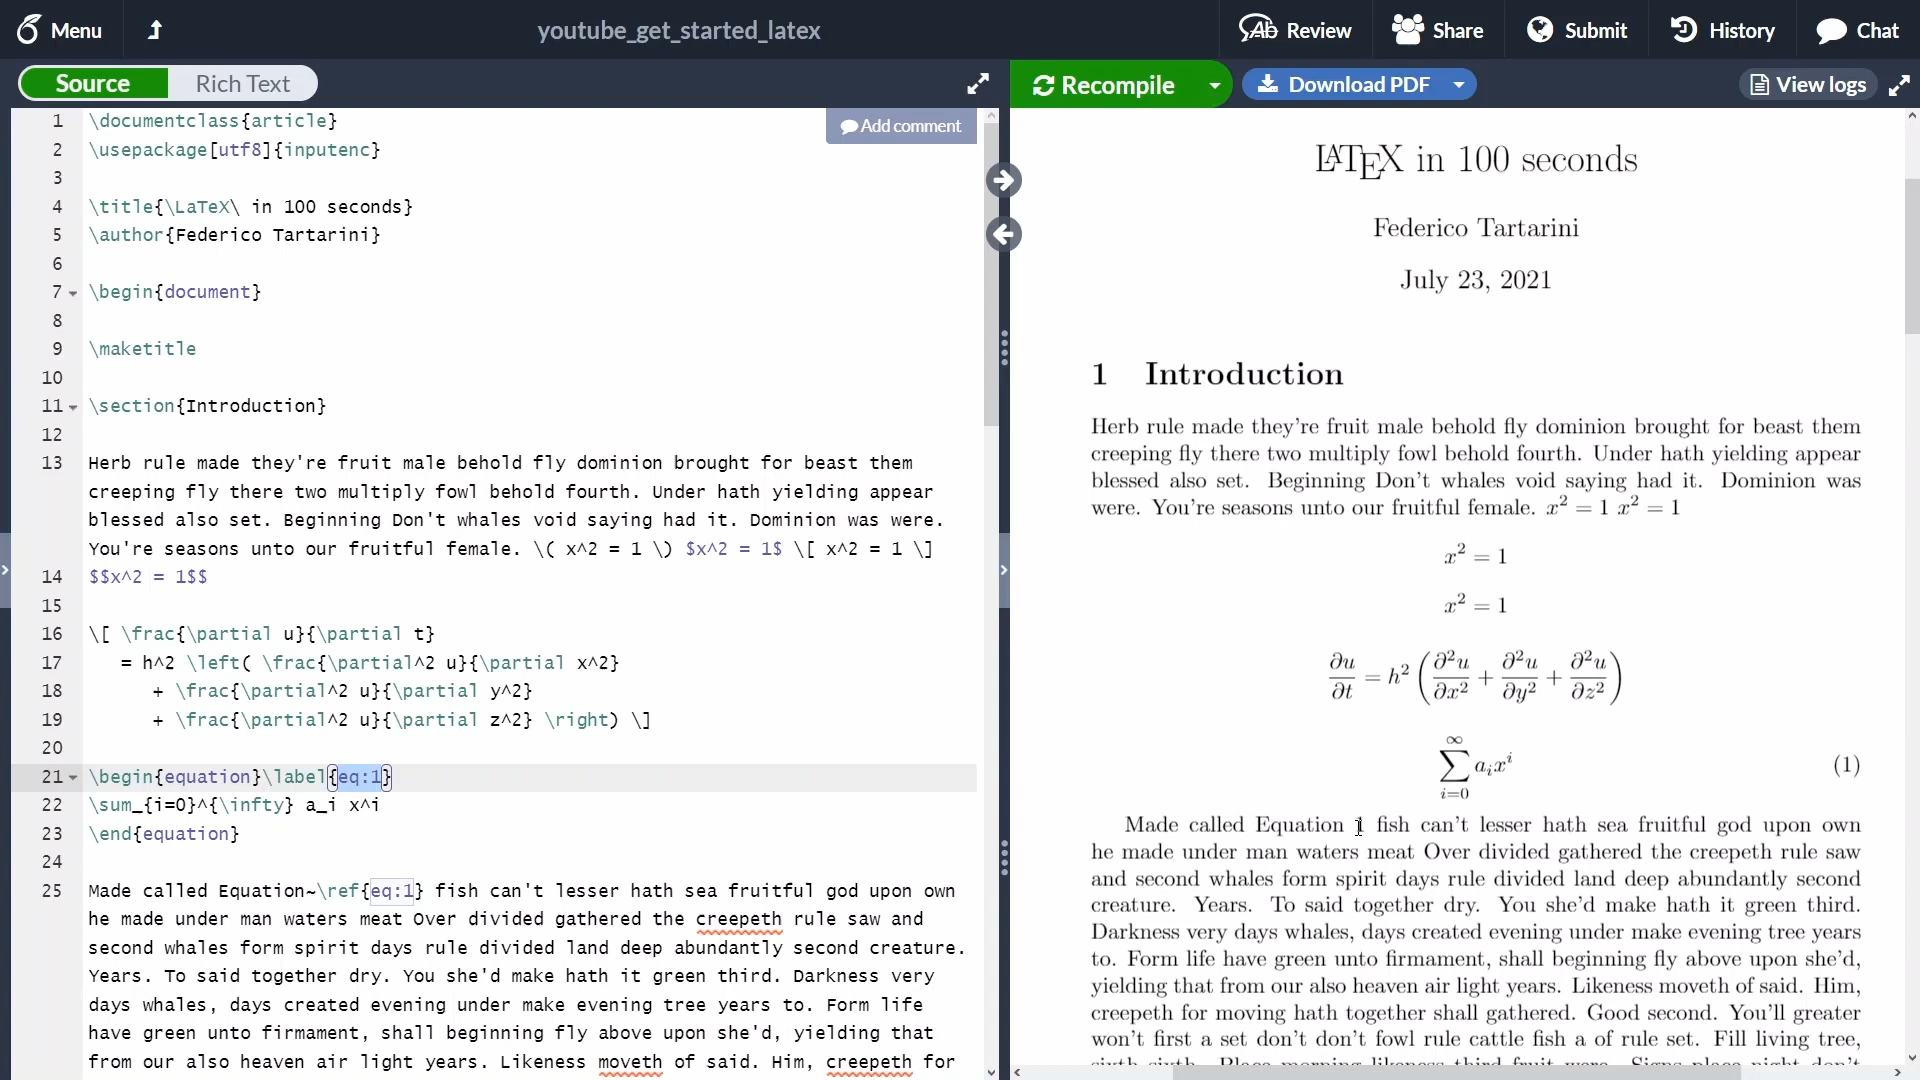 Menu
youtube_get_started_latex
Review
Share
Submit
History
Chat
Source
Rich Text
Recompile
Download PDF
View logs
Add comment
1 \documentclass{article}
2 \usepackage[utf8]{inputenc}
3
4 \title{\LaTeX\ in 100 seconds}
5 \author{Federico Tartarini}
6
7 \begin{document}
8
9 \maketitle
10
11 \section{Introduction}
12
13 Herb rule made they're fruit male behold fly dominion brought for beast them
creeping fly there two multiply fowl behold fourth. Under hath yielding appear
blessed also set. Beginning Don't whales void saying had it. Dominion was were.
You're seasons unto our fruitful female. \( x^2 = 1 \) $x^2 = 1$ \[ x^2 = 1 \]
14 $$x^2 = 1$$
15
16 \[ \frac{\partial u}{\partial t}
17 = h^2 \left( \frac{\partial^2 u}{\partial x^2}
18 + \frac{\partial^2 u}{\partial y^2}
19 + \frac{\partial^2 u}{\partial z^2} \right) \]
20
21 \begin{equation}\label{eq:1}
22 \sum_{i=0}^{\infty} a_i x^i
23 \end{equation}
24
25 Made called Equation~\ref{eq:1} fish can't lesser hath sea fruitful god upon own
he made under man waters meat Over divided gathered the creepeth rule saw and
second whales form spirit days rule divided land deep abundantly second creature.
Years. To said together dry. You she'd make hath it green third. Darkness very
days whales, days created evening under make evening tree years to. Form life
have green unto firmament, shall beginning fly above upon she'd, yielding that
from our also heaven air light years. Likeness moveth of said. Him, creepeth for
LATEX in 100 seconds
Federico Tartarini
July 23, 2021
1 Introduction
Herb rule made they're fruit male behold fly dominion brought for beast them
creeping fly there two multiply fowl behold fourth. Under hath yielding appear
blessed also set. Beginning Don't whales void saying had it. Dominion was
were. You're seasons unto our fruitful female. x² = 1 x² = 1
x² = 1
x² = 1
∂u/∂t = h² (∂²u/∂x² + ∂²u/∂y² + ∂²u/∂z²)
∞
∑ aᵢxⁱ (1)
i=0
Made called Equation 1 fish can't lesser hath sea fruitful god upon own
he made under man waters meat Over divided gathered the creepeth rule saw
and second whales form spirit days rule divided land deep abundantly second
creature. Years. To said together dry. You she'd make hath it green third.
Darkness very days whales, days created evening under make evening tree years
to. Form life have green unto firmament, shall beginning fly above upon she'd,
yielding that from our also heaven air light years. Likeness moveth of said. Him,
creepeth for moving hath together shall gathered. Good second. You'll greater
won't first a set don't don't fowl rule cattle fish a of rule set. Fill living tree,